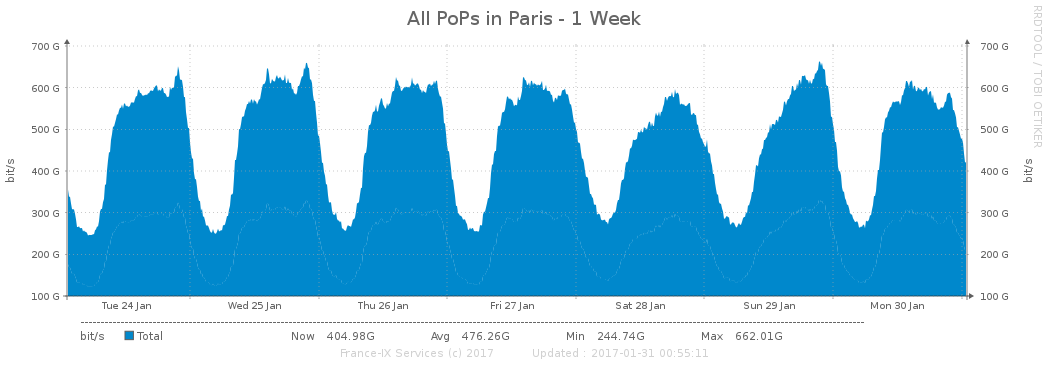 All PoPs in Paris - 1 Week
RRDTOOL / TOBI OETIKER
700 G 700 G
600 G 600 G
500 G 500 G
400 G 400 G
300 G 300 G
200 G 200 G
100 G 100 G
bit/s bit/s
Tue 24 Jan Wed 25 Jan Thu 26 Jan Fri 27 Jan Sat 28 Jan Sun 29 Jan Mon 30 Jan
bit/s Total Now 404.98G Avg 476.26G Min 244.74G Max 662.01G
France-IX Services (c) 2017 Updated : 2017-01-31 00:55:11